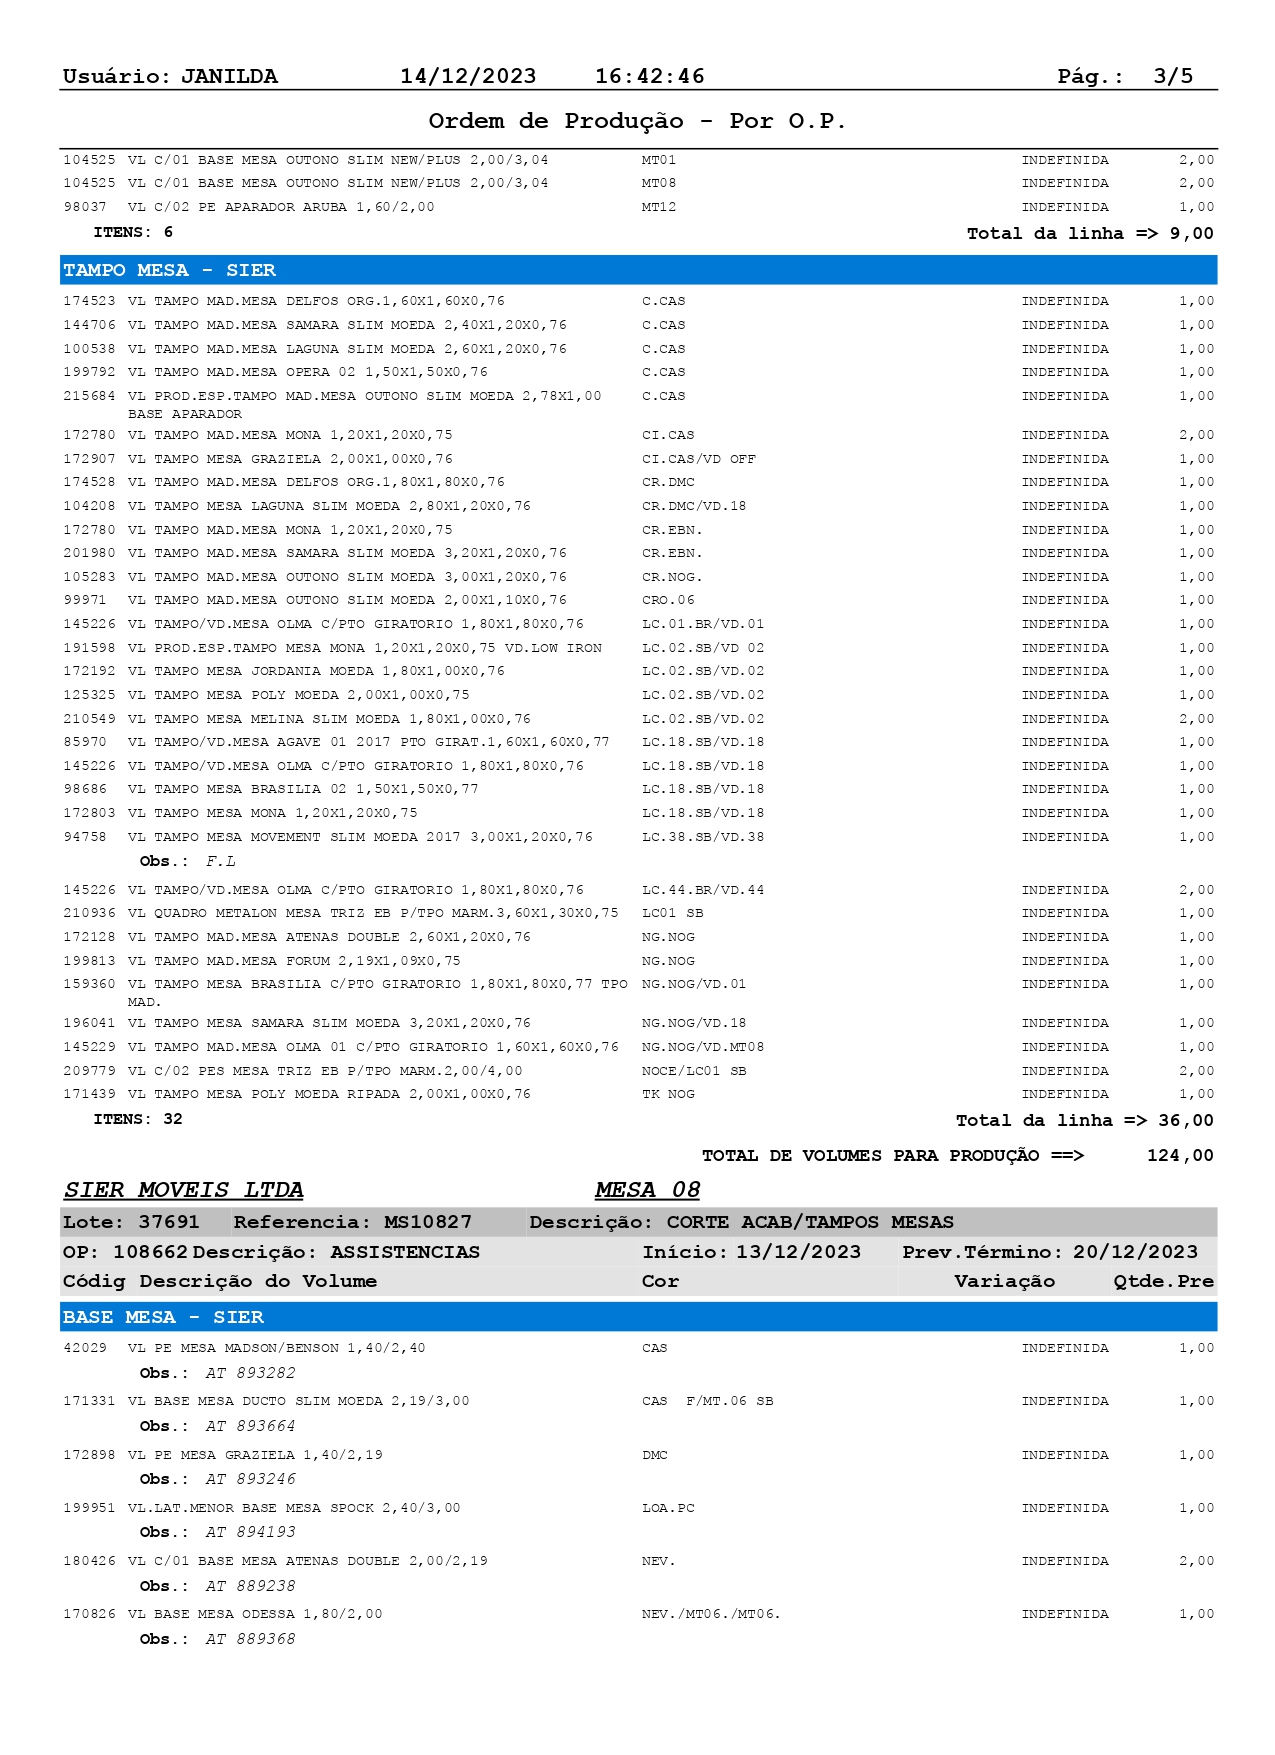 Usuário: JANILDA 14/12/2023 16:42:46 Pág.: 3/5
Ordem de Produção - Por O.P.
104525 VL C/01 BASE MESA OUTONO SLIM NEW/PLUS 2,00/3,04 MT01 INDEFINIDA 2,00
104525 VL C/01 BASE MESA OUTONO SLIM NEW/PLUS 2,00/3,04 MT08 INDEFINIDA 2,00
98037 VL C/02 PE APARADOR ARUBA 1,60/2,00 MT12 INDEFINIDA 1,00
ITENS: 6 Total da linha => 9,00
TAMPO MESA - SIER
174523 VL TAMPO MAD.MESA DELFOS ORG.1,60X1,60X0,76 C.CAS INDEFINIDA 1,00
144706 VL TAMPO MAD.MESA SAMARA SLIM MOEDA 2,40X1,20X0,76 C.CAS INDEFINIDA 1,00
100538 VL TAMPO MAD.MESA LAGUNA SLIM MOEDA 2,60X1,20X0,76 C.CAS INDEFINIDA 1,00
199792 VL TAMPO MAD.MESA OPERA 02 1,50X1,50X0,76 C.CAS INDEFINIDA 1,00
215684 VL PROD.ESP.TAMPO MAD.MESA OUTONO SLIM MOEDA 2,78X1,00 C.CAS INDEFINIDA 1,00
BASE APARADOR
172780 VL TAMPO MAD.MESA MONA 1,20X1,20X0,75 CI.CAS INDEFINIDA 2,00
172907 VL TAMPO MESA GRAZIELA 2,00X1,00X0,76 CI.CAS/VD OFF INDEFINIDA 1,00
174528 VL TAMPO MAD.MESA DELFOS ORG.1,80X1,80X0,76 CR.DMC INDEFINIDA 1,00
104208 VL TAMPO MESA LAGUNA SLIM MOEDA 2,80X1,20X0,76 CR.DMC/VD.18 INDEFINIDA 1,00
172780 VL TAMPO MAD.MESA MONA 1,20X1,20X0,75 CR.EBN. INDEFINIDA 1,00
201980 VL TAMPO MAD.MESA SAMARA SLIM MOEDA 3,20X1,20X0,76 CR.EBN. INDEFINIDA 1,00
105283 VL TAMPO MAD.MESA OUTONO SLIM MOEDA 3,00X1,20X0,76 CR.NOG. INDEFINIDA 1,00
99971 VL TAMPO MAD.MESA OUTONO SLIM MOEDA 2,00X1,10X0,76 CRO.06 INDEFINIDA 1,00
145226 VL TAMPO/VD.MESA OLMA C/PTO GIRATORIO 1,80X1,80X0,76 LC.01.BR/VD.01 INDEFINIDA 1,00
191598 VL PROD.ESP.TAMPO MESA MONA 1,20X1,20X0,75 VD.LOW IRON LC.02.SB/VD 02 INDEFINIDA 1,00
172192 VL TAMPO MESA JORDANIA MOEDA 1,80X1,00X0,76 LC.02.SB/VD.02 INDEFINIDA 1,00
125325 VL TAMPO MESA POLY MOEDA 2,00X1,00X0,75 LC.02.SB/VD.02 INDEFINIDA 1,00
210549 VL TAMPO MESA MELINA SLIM MOEDA 1,80X1,00X0,76 LC.02.SB/VD.02 INDEFINIDA 2,00
85970 VL TAMPO/VD.MESA AGAVE 01 2017 PTO GIRAT.1,60X1,60X0,77 LC.18.SB/VD.18 INDEFINIDA 1,00
145226 VL TAMPO/VD.MESA OLMA C/PTO GIRATORIO 1,80X1,80X0,76 LC.18.SB/VD.18 INDEFINIDA 1,00
98686 VL TAMPO MESA BRASILIA 02 1,50X1,50X0,77 LC.18.SB/VD.18 INDEFINIDA 1,00
172803 VL TAMPO MESA MONA 1,20X1,20X0,75 LC.18.SB/VD.18 INDEFINIDA 1,00
94758 VL TAMPO MESA MOVEMENT SLIM MOEDA 2017 3,00X1,20X0,76 LC.38.SB/VD.38 INDEFINIDA 1,00
Obs.: F.L
145226 VL TAMPO/VD.MESA OLMA C/PTO GIRATORIO 1,80X1,80X0,76 LC.44.BR/VD.44 INDEFINIDA 2,00
210936 VL QUADRO METALON MESA TRIZ EB P/TPO MARM.3,60X1,30X0,75 LC01 SB INDEFINIDA 1,00
172128 VL TAMPO MAD.MESA ATENAS DOUBLE 2,60X1,20X0,76 NG.NOG INDEFINIDA 1,00
199813 VL TAMPO MAD.MESA FORUM 2,19X1,09X0,75 NG.NOG INDEFINIDA 1,00
159360 VL TAMPO MESA BRASILIA C/PTO GIRATORIO 1,80X1,80X0,77 TPO NG.NOG/VD.01 INDEFINIDA 1,00
MAD.
196041 VL TAMPO MESA SAMARA SLIM MOEDA 3,20X1,20X0,76 NG.NOG/VD.18 INDEFINIDA 1,00
145229 VL TAMPO MAD.MESA OLMA 01 C/PTO GIRATORIO 1,60X1,60X0,76 NG.NOG/VD.MT08 INDEFINIDA 1,00
209779 VL C/02 PES MESA TRIZ EB P/TPO MARM.2,00/4,00 NOCE/LC01 SB INDEFINIDA 2,00
171439 VL TAMPO MESA POLY MOEDA RIPADA 2,00X1,00X0,76 TK NOG INDEFINIDA 1,00
ITENS: 32 Total da linha => 36,00
TOTAL DE VOLUMES PARA PRODUÇÃO ==> 124,00
SIER MOVEIS LTDA MESA 08
Lote: 37691 Referencia: MS10827 Descrição: CORTE ACAB/TAMPOS MESAS
OP: 108662 Descrição: ASSISTENCIAS Início: 13/12/2023 Prev.Término: 20/12/2023
Códig Descrição do Volume Cor Variação Qtde.Pre
BASE MESA - SIER
42029 VL PE MESA MADSON/BENSON 1,40/2,40 CAS INDEFINIDA 1,00
Obs.: AT 893282
171331 VL BASE MESA DUCTO SLIM MOEDA 2,19/3,00 CAS F/MT.06 SB INDEFINIDA 1,00
Obs.: AT 893664
172898 VL PE MESA GRAZIELA 1,40/2,19 DMC INDEFINIDA 1,00
Obs.: AT 893246
199951 VL.LAT.MENOR BASE MESA SPOCK 2,40/3,00 LOA.PC INDEFINIDA 1,00
Obs.: AT 894193
180426 VL C/01 BASE MESA ATENAS DOUBLE 2,00/2,19 NEV. INDEFINIDA 2,00
Obs.: AT 889238
170826 VL BASE MESA ODESSA 1,80/2,00 NEV./MT06./MT06. INDEFINIDA 1,00
Obs.: AT 889368